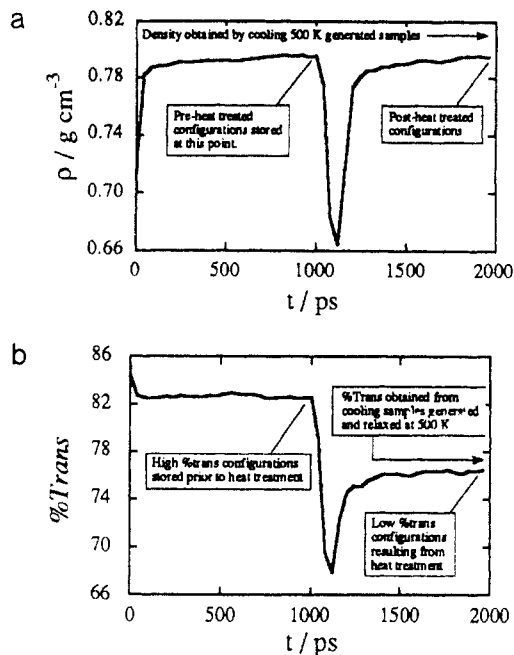 a
0.82
0.78
0.74
0.70
0.66
ρ / g cm⁻³
Density obtained by cooling 500 K generated samples
Pre-heat treated
configurations stored
at this point.
Post-heat treated
configurations
0
500
1000
1500
2000
t / ps
b
86
82
78
74
70
66
%Trans
%Trans obtained from
cooling samples generated
and relaxed at 500 K
High %trans configurations
stored prior to heat treatment
Low %trans
configurations
resulting from
heat treatment
0
500
1000
1500
2000
t / ps